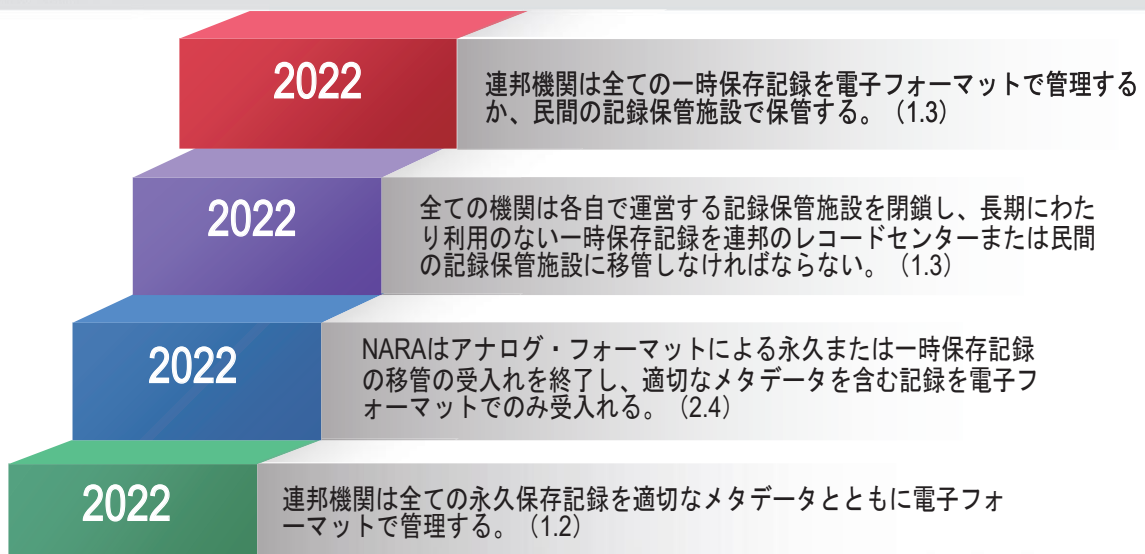 2022
連邦機関は全ての一時保存記録を電子フォーマットで管理する
か、民間の記録保管施設で保管する。（1.3）
2022
全ての機関は各自で運営する記録保管施設を閉鎖し、長期にわた
り利用のない一時保存記録を連邦のレコードセンターまたは民間
の記録保管施設に移管しなければならない。（1.3）
2022
NARAはアナログ・フォーマットによる永久または一時保存記録
の移管の受入れを終了し、適切なメタデータを含む記録を電子フ
ォーマットでのみ受入れる。（2.4）
2022
連邦機関は全ての永久保存記録を適切なメタデータとともに電子フォ
ーマットで管理する。（1.2）